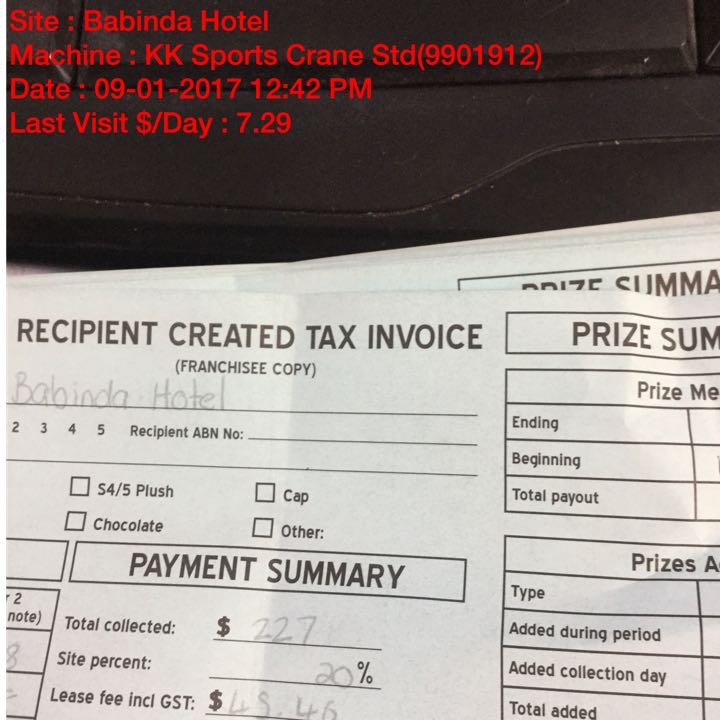 Site : Babinda Hotel
Machine : KK Sports Crane Std(9901912)
Date : 09-01-2017 12:42 PM
Last Visit $/Day : 7.29
PRIZE SUMMA
RECIPIENT CREATED TAX INVOICE
(FRANCHISEE COPY)
Babinda Hotel
2 3 4 5 Recipient ABN No:
S4/5 Plush
Cap
Chocolate
Other:
PAYMENT SUMMARY
2
note)
Total collected: $ 227
Site percent: 20 %
Lease fee incl GST: $
PRIZE SUM
Prize Me
Ending
Beginning
Total payout
Prizes A
Type
Added during period
Added collection day
Total added